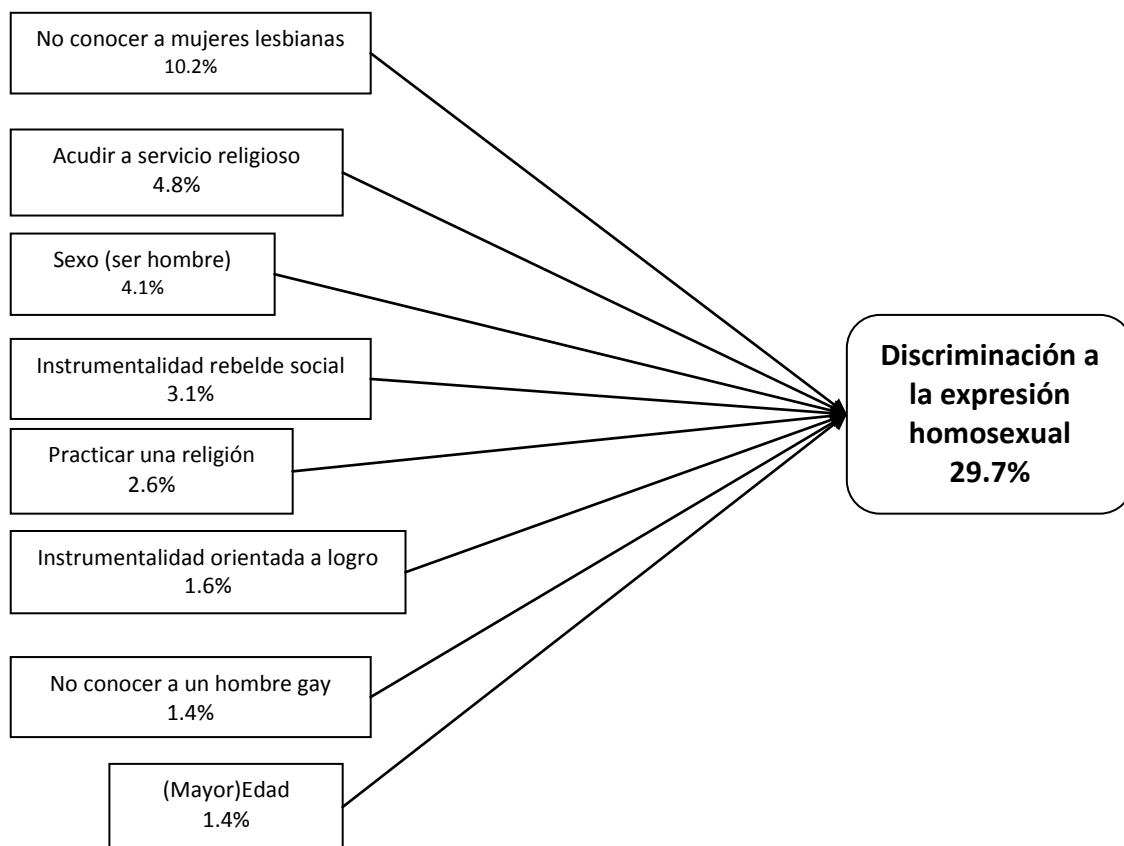 No conocer a mujeres lesbianas
10.2%
Acudir a servicio religioso
4.8%
Sexo (ser hombre)
4.1%
Instrumentalidad rebelde social
3.1%
Practicar una religión
2.6%
Instrumentalidad orientada a logro
1.6%
No conocer a un hombre gay
1.4%
(Mayor)Edad
1.4%
Discriminación a
la expresión
homosexual
29.7%